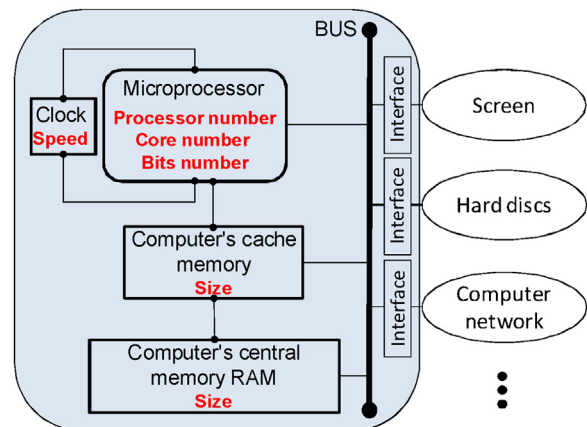 BUS
Microprocessor
Processor number
Core number
Bits number
Clock
Speed
Computer's cache
memory
Size
Computer's central
memory RAM
Size
Interface
Screen
Interface
Hard discs
Interface
Computer
network